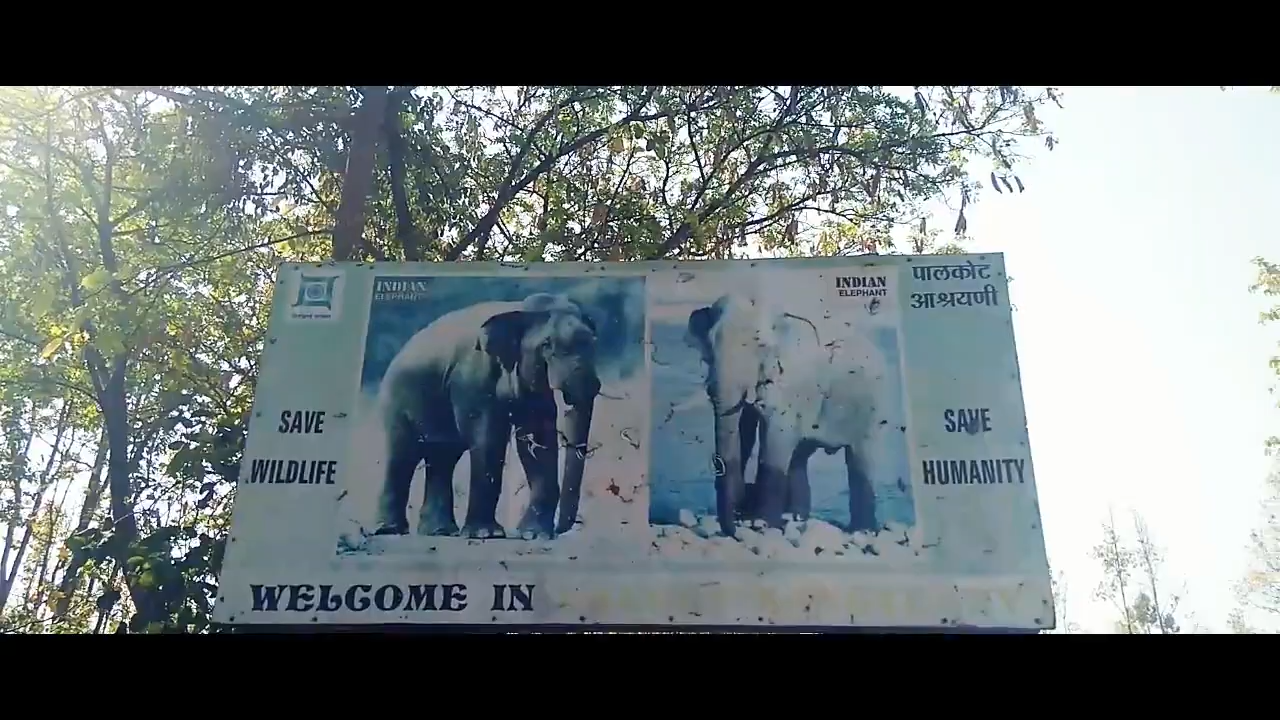 INDIAN
ELEPHANT
INDIAN
ELEPHANT
पालकोट
आश्रयणी
SAVE
WILDLIFE
SAVE
HUMANITY
WELCOME IN